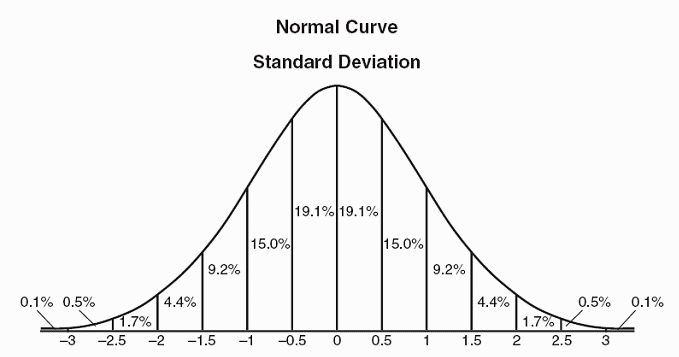 Normal Curve
Standard Deviation
19.1% 19.1%
15.0% 15.0%
9.2% 9.2%
0.1% 0.5% 4.4% 4.4% 0.5% 0.1%
1.7% 1.7%
−3 −2.5 −2 −1.5 −1 −0.5 0 0.5 1 1.5 2 2.5 3